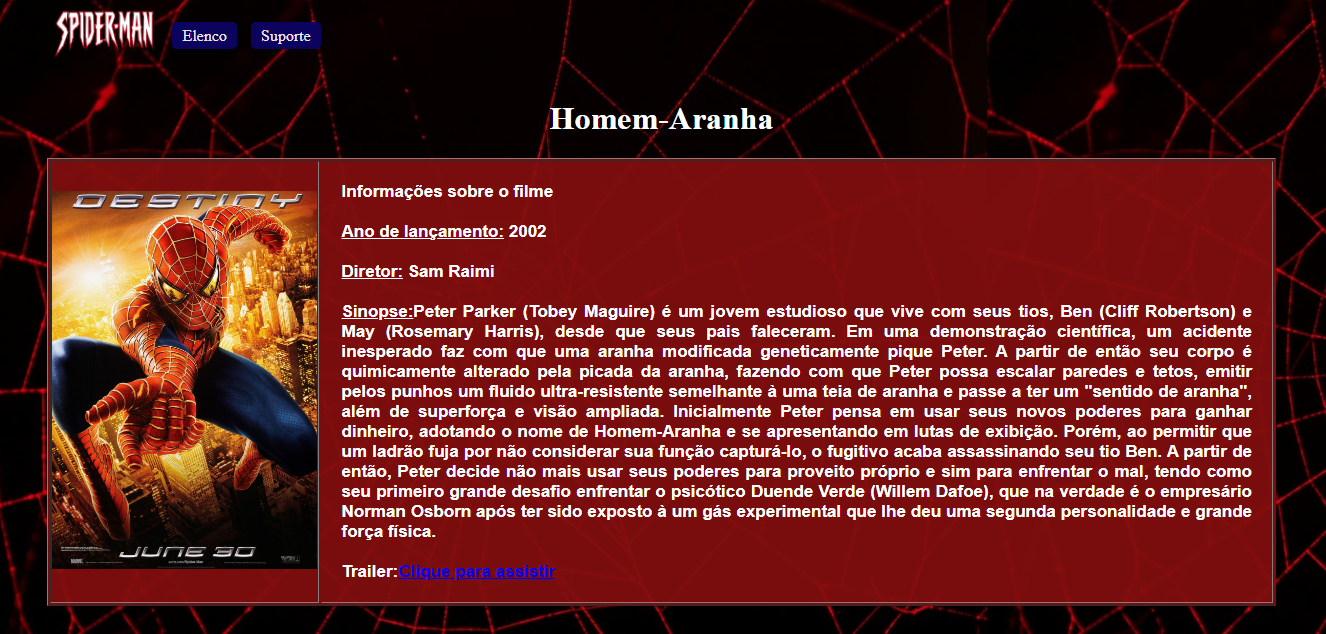 SPIDER-MAN
Elenco
Suporte
Homem-Aranha
DESTINY
JUNE 30
Informações sobre o filme
Ano de lançamento: 2002
Diretor: Sam Raimi
Sinopse:Peter Parker (Tobey Maguire) é um jovem estudioso que vive com seus tios, Ben (Cliff Robertson) e
May (Rosemary Harris), desde que seus pais faleceram. Em uma demonstração científica, um acidente
inesperado faz com que uma aranha modificada geneticamente pique Peter. A partir de então seu corpo é
quimicamente alterado pela picada da aranha, fazendo com que Peter possa escalar paredes e tetos, emitir
pelos punhos um fluido ultra-resistente semelhante à uma teia de aranha e passe a ter um "sentido de aranha",
além de superforça e visão ampliada. Inicialmente Peter pensa em usar seus novos poderes para ganhar
dinheiro, adotando o nome de Homem-Aranha e se apresentando em lutas de exibição. Porém, ao permitir que
um ladrão fuja por não considerar sua função capturá-lo, o fugitivo acaba assassinando seu tio Ben. A partir de
então, Peter decide não mais usar seus poderes para proveito próprio e sim para enfrentar o mal, tendo como
seu primeiro grande desafio enfrentar o psicótico Duende Verde (Willem Dafoe), que na verdade é o empresário
Norman Osborn após ter sido exposto à um gás experimental que lhe deu uma segunda personalidade e grande
força física.
Trailer:Clique para assistir